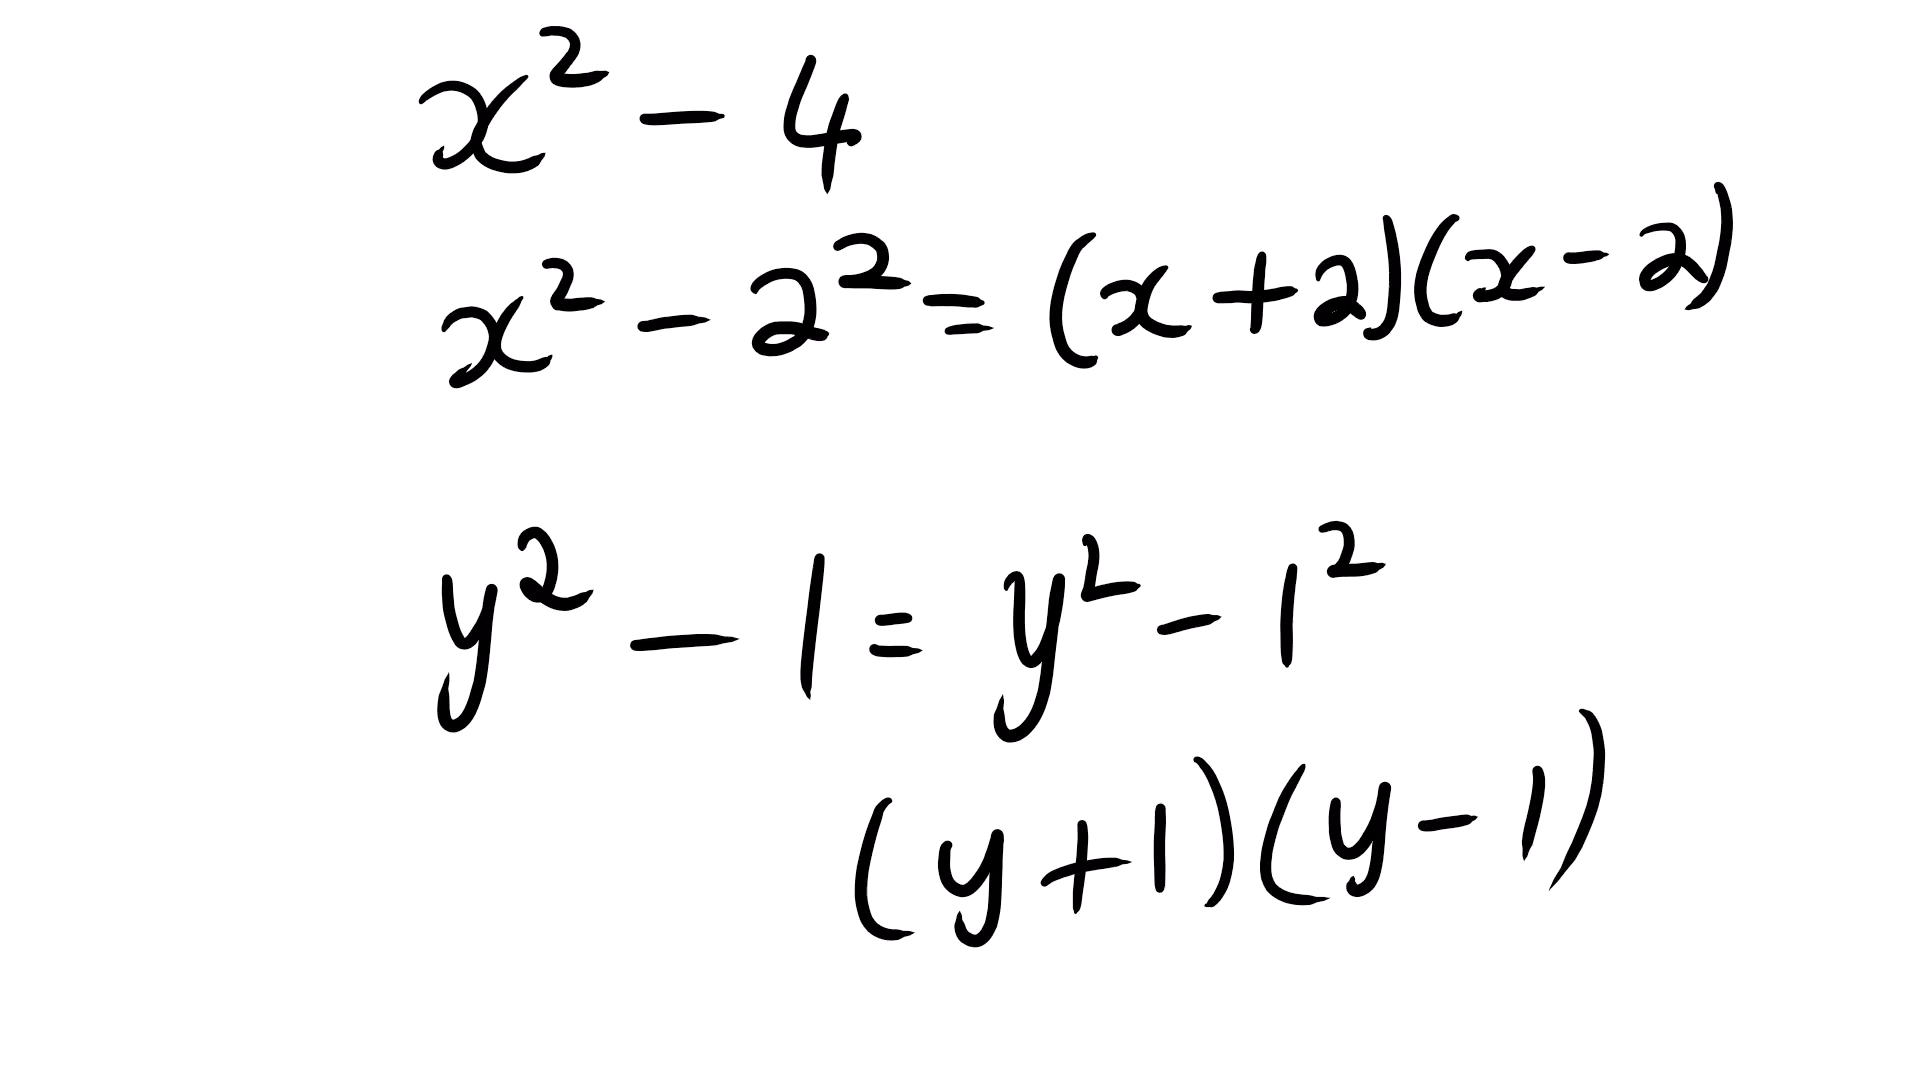 x² - 4
x² - 2² = (x + 2)(x - 2)
y² - 1 = y² - 1²
(y + 1)(y - 1)